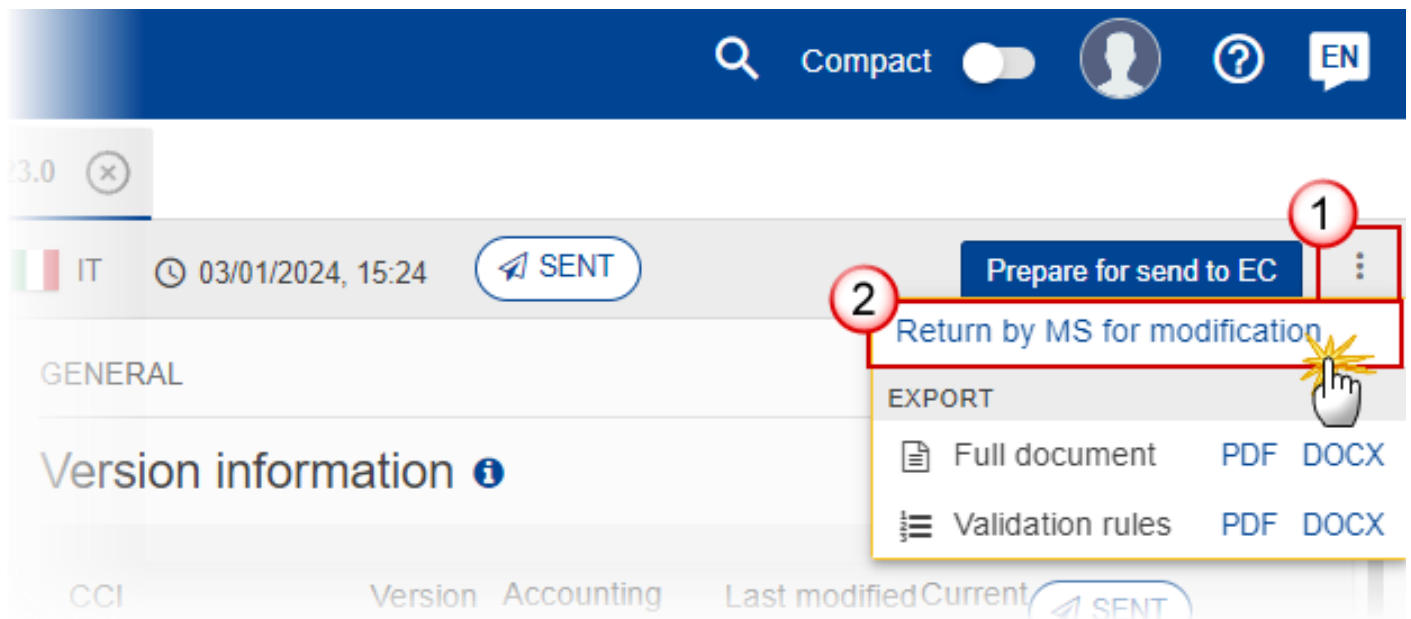 Compact EN
23.0
1
IT 03/01/2024, 15:24 SENT Prepare for send to EC
2
Return by MS for modification
GENERAL
EXPORT
Full document PDF DOCX
Version information
Validation rules PDF DOCX
CCI Version Accounting Last modified Current SENT